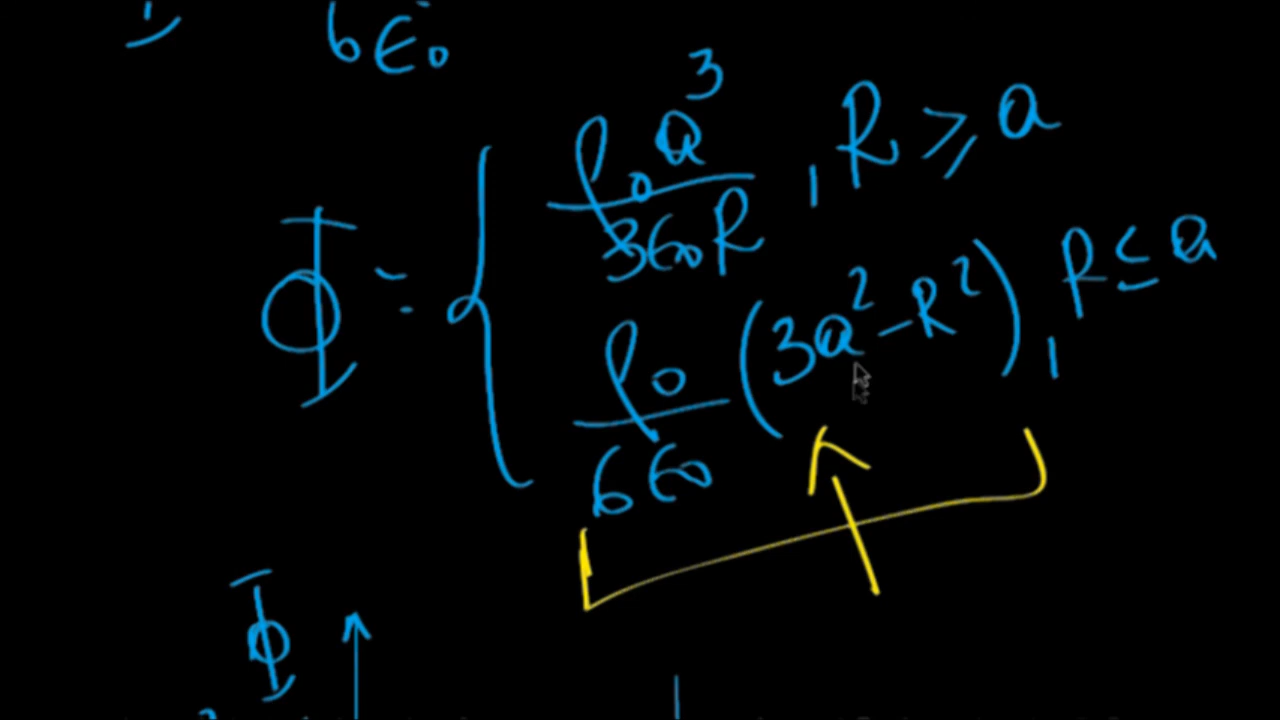 6ϵ₀
Φ = { ρ₀a³ / 3ϵ₀R , R ≥ a
ρ₀ / 6ϵ₀ (3a² − R²) , R ≤ a
Φ